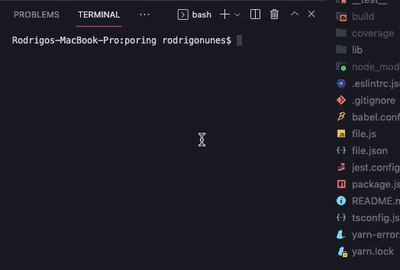 PROBLEMS TERMINAL ··· bash
Rodrigos-MacBook-Pro:poring rodrigonunes$
__test__
build
coverage
lib
node_mod
.eslintrc.js
.gitignore
babel.conf
file.js
file.json
jest.config
package.js
README.m
tsconfig.js
yarn-error.
yarn.lock